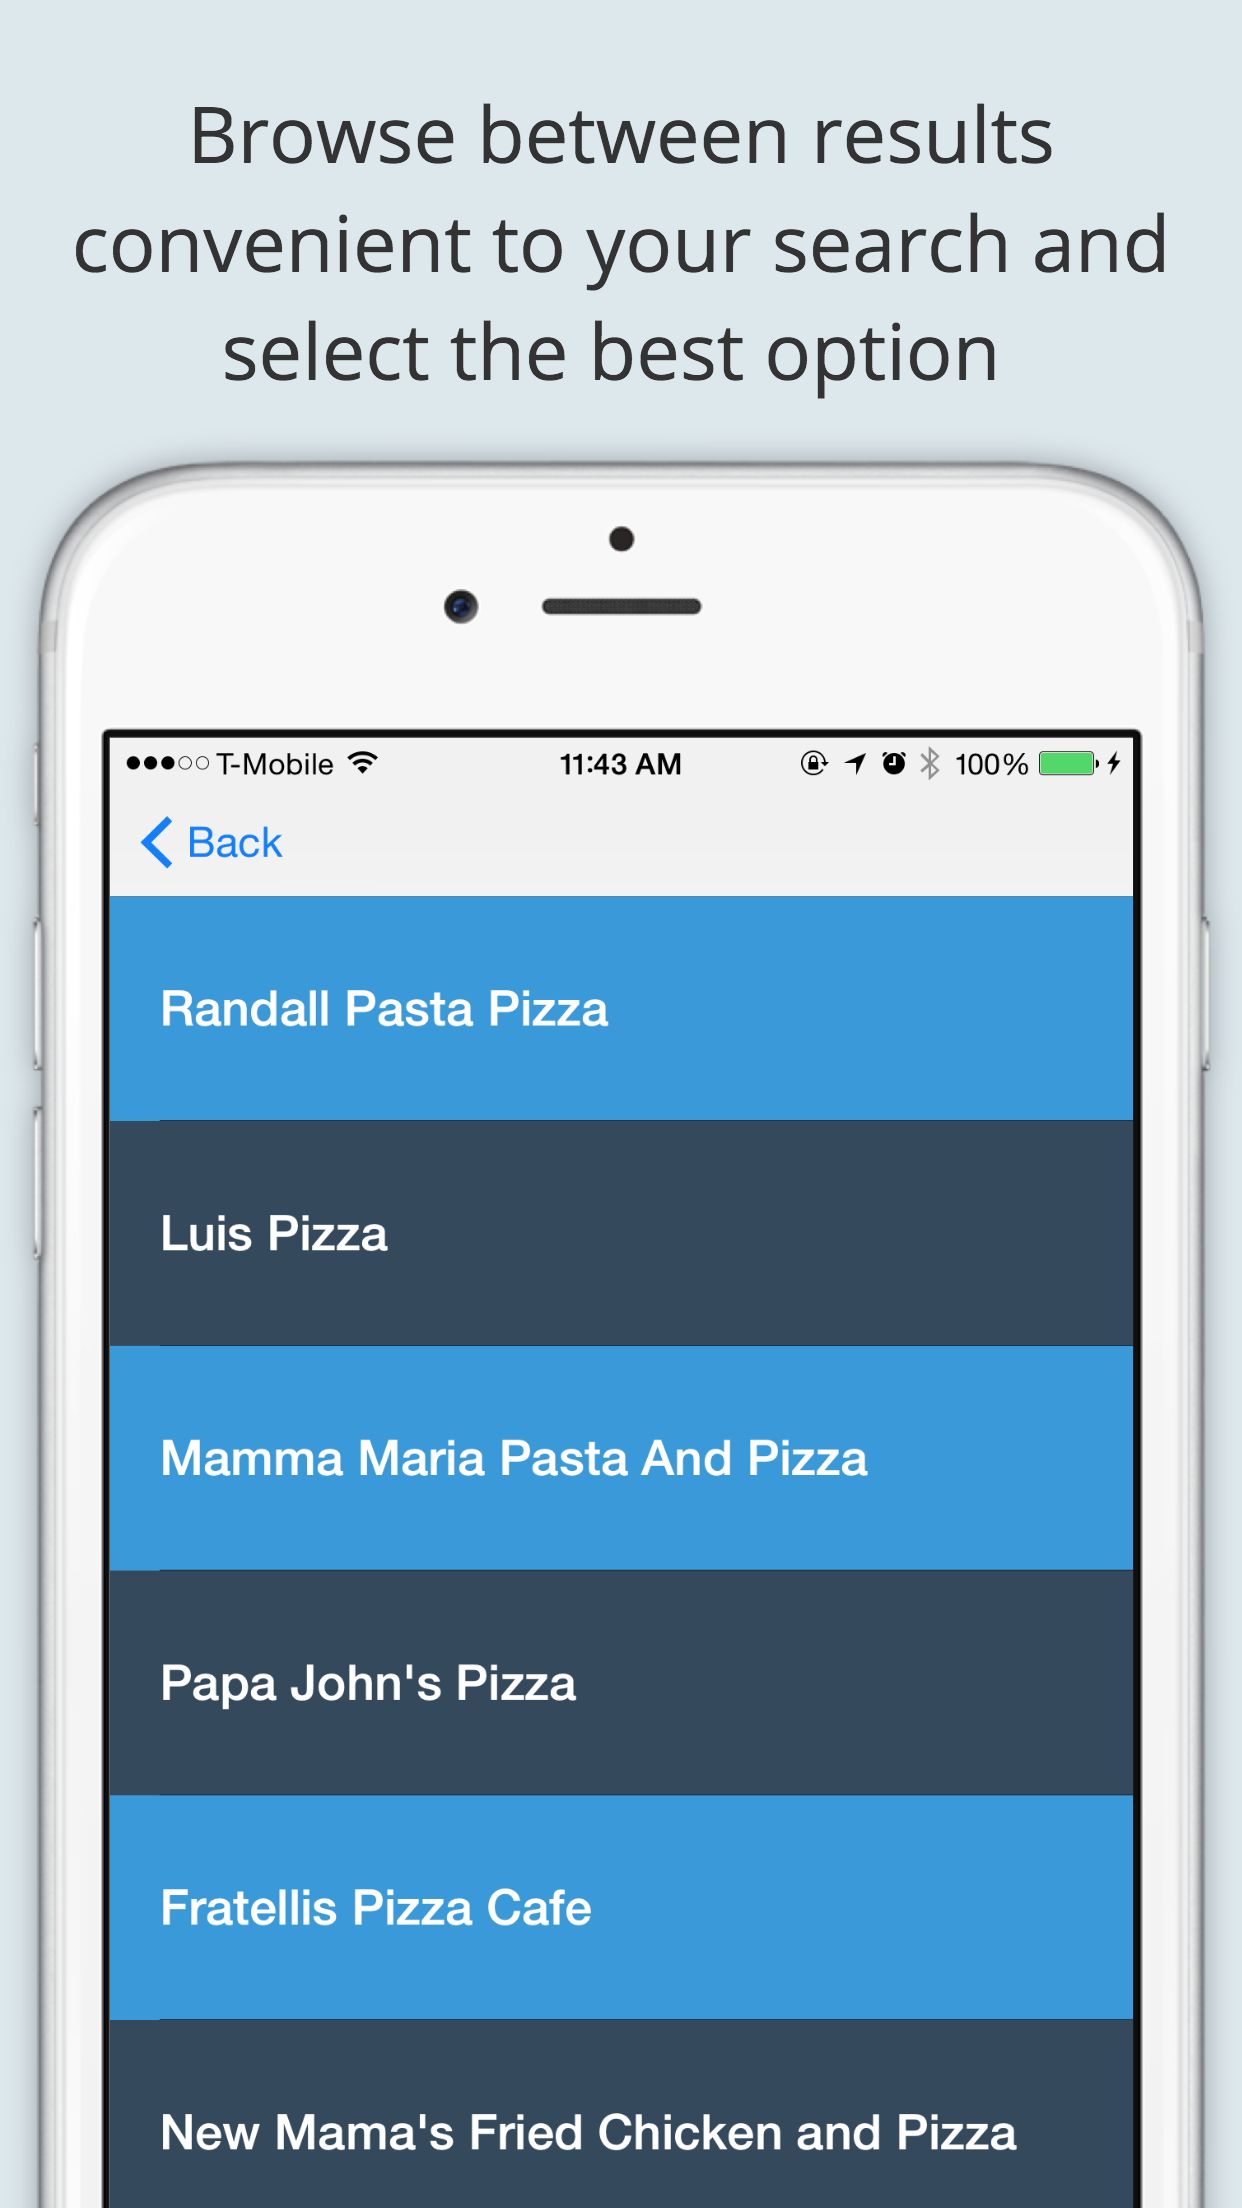 Browse between results
convenient to your search and
select the best option
T-Mobile 11:43 AM 100%
Back
Randall Pasta Pizza
Luis Pizza
Mamma Maria Pasta And Pizza
Papa John's Pizza
Fratellis Pizza Cafe
New Mama's Fried Chicken and Pizza